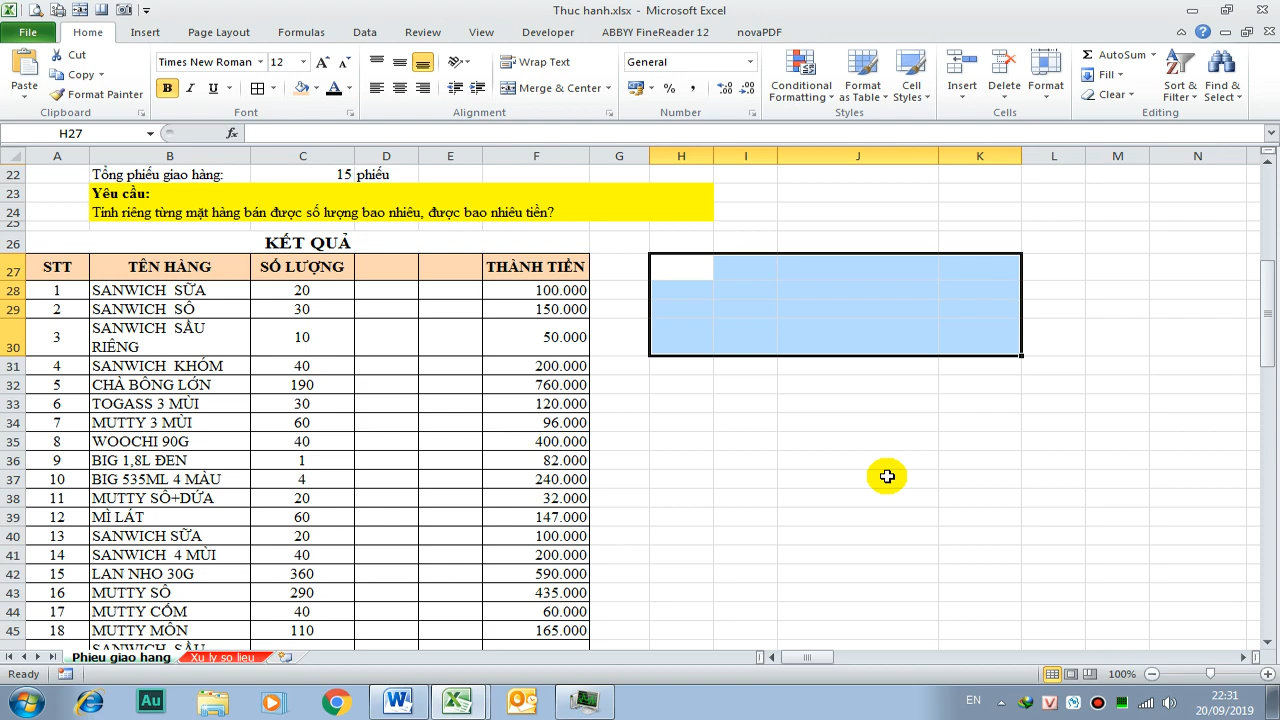 Thuc hanh.xlsx - Microsoft Excel
File Home Insert Page Layout Formulas Data Review View Developer ABBYY FineReader 12 novaPDF
Cut Times New Roman 12 Wrap Text General AutoSum
Copy Fill
Paste Format Painter Merge & Center Conditional Formatting Format as Table Cell Styles Insert Delete Format Clear Sort & Filter Find & Select
Clipboard Font Alignment Number Styles Cells Editing
H27 fx
A B C D E F G H I J K L M N
22 Tổng phiếu giao hàng: 15 phiếu
23 Yêu cầu:
24 Tính riêng từng mặt hàng bán được số lượng bao nhiêu, được bao nhiêu tiền?
25
26 KẾT QUẢ
27 STT TÊN HÀNG SỐ LƯỢNG THÀNH TIỀN
28 1 SANWICH SỮA 20 100.000
29 2 SANWICH SÔ 30 150.000
30 3 SANWICH SẦU RIÊNG 10 50.000
31 4 SANWICH KHÓM 40 200.000
32 5 CHÀ BÔNG LỚN 190 760.000
33 6 TOGASS 3 MÙI 30 120.000
34 7 MUTTY 3 MÙI 60 96.000
35 8 WOOCHI 90G 40 400.000
36 9 BIG 1,8L ĐEN 1 82.000
37 10 BIG 535ML 4 MÀU 4 240.000
38 11 MUTTY SÔ+DỨA 20 32.000
39 12 MÌ LÁT 60 147.000
40 13 SANWICH SỮA 20 100.000
41 14 SANWICH 4 MÙI 40 200.000
42 15 LAN NHO 30G 360 590.000
43 16 MUTTY SÔ 290 435.000
44 17 MUTTY CỐM 40 60.000
45 18 MUTTY MÔN 110 165.000
SANWICH SẦU
Phieu giao hang Xu ly so lieu
Ready 100%
EN 22:31
20/09/2019